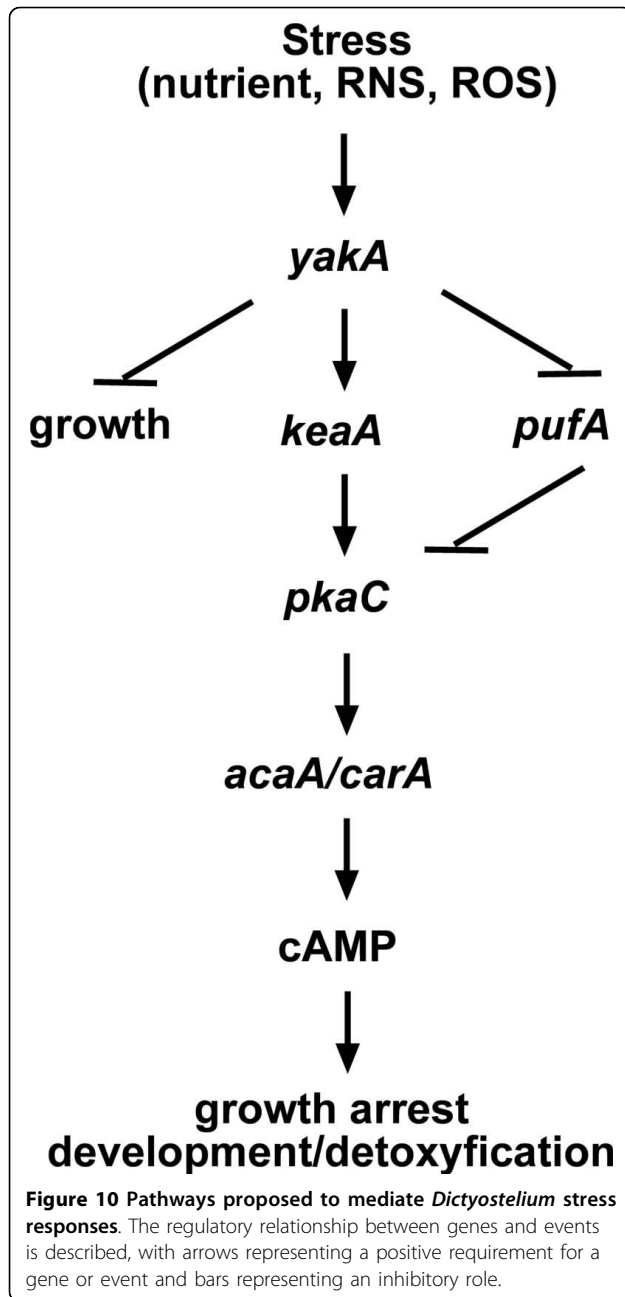 Stress
(nutrient, RNS, ROS)
yakA
growth
keaA
pufA
pkaC
acaA/carA
cAMP
growth arrest
development/detoxyfication
Figure 10 Pathways proposed to mediate Dictyostelium stress
responses. The regulatory relationship between genes and events
is described, with arrows representing a positive requirement for a
gene or event and bars representing an inhibitory role.